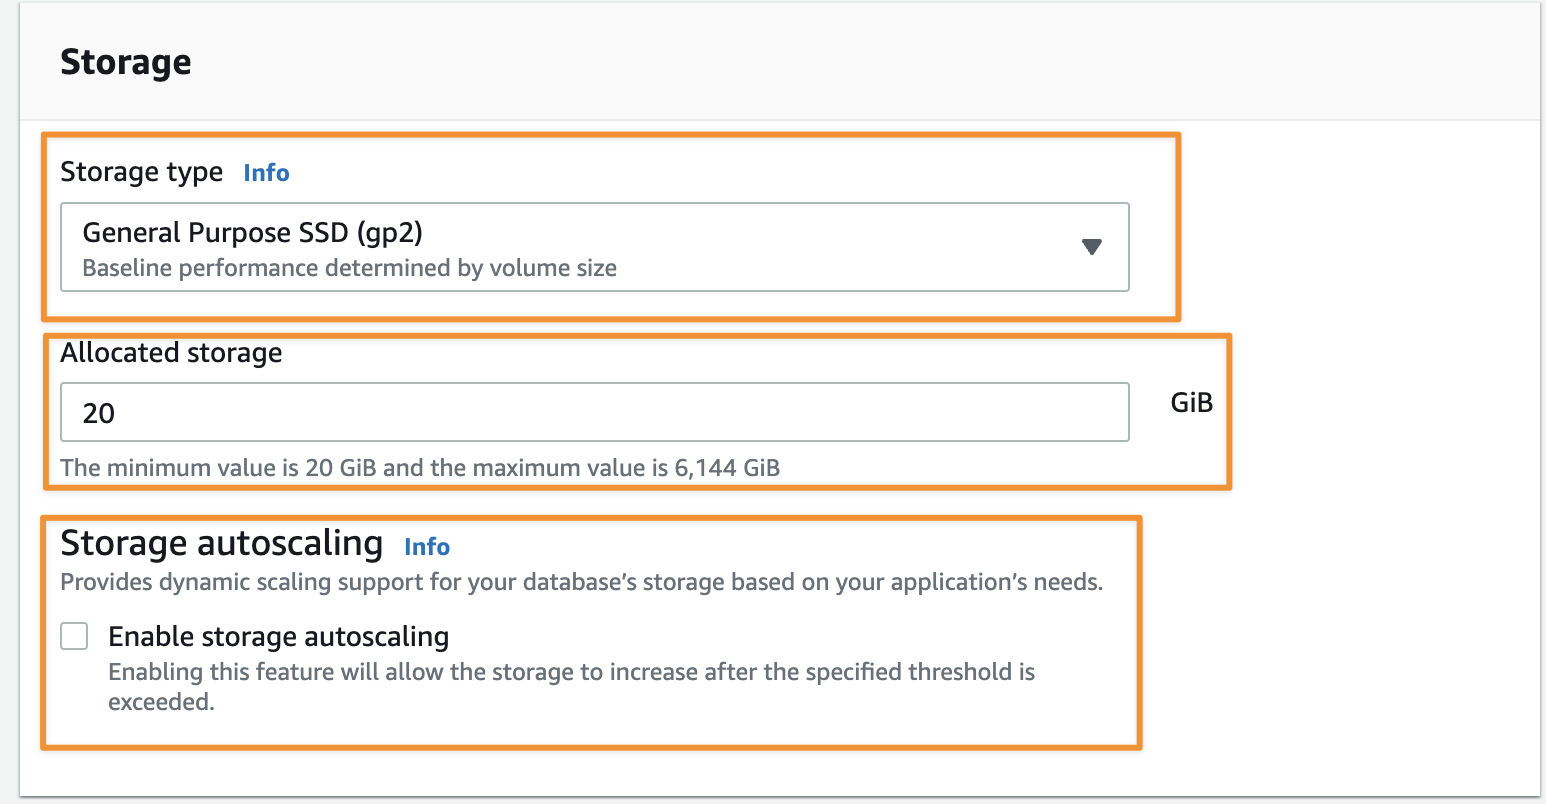 Storage
Storage type Info
General Purpose SSD (gp2)
Baseline performance determined by volume size
Allocated storage
20
GiB
The minimum value is 20 GiB and the maximum value is 6,144 GiB
Storage autoscaling Info
Provides dynamic scaling support for your database’s storage based on your application’s needs.
Enable storage autoscaling
Enabling this feature will allow the storage to increase after the specified threshold is
exceeded.